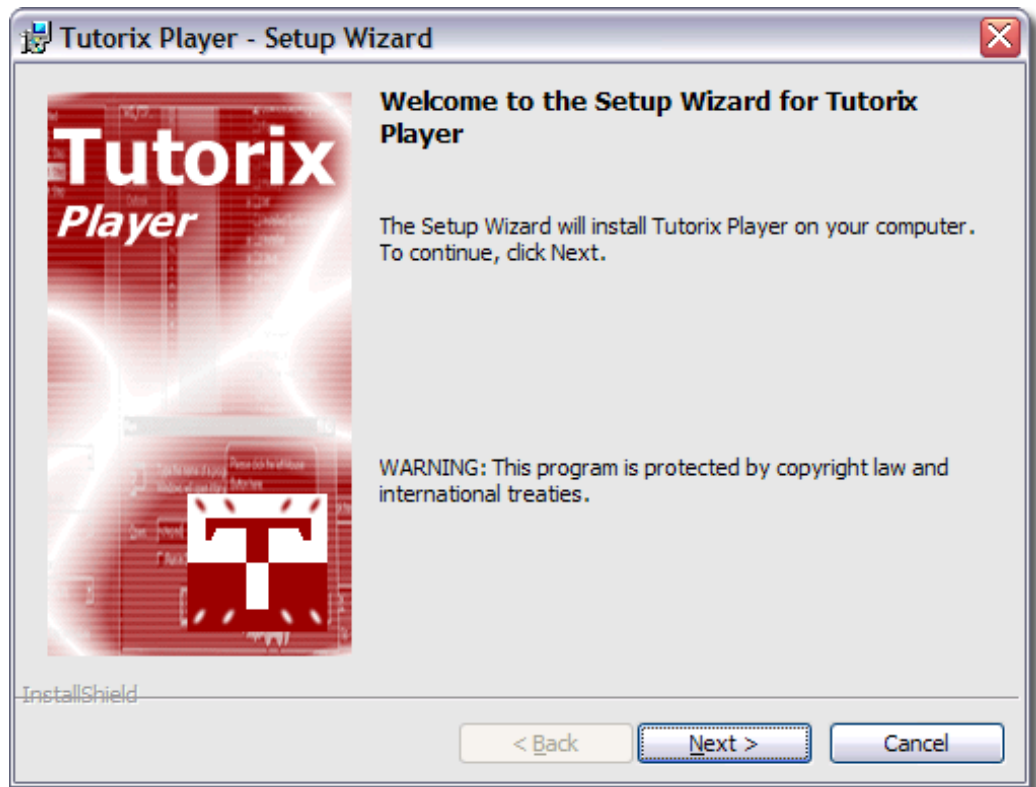 Tutorix Player - Setup Wizard
Tutorix
Player
Welcome to the Setup Wizard for Tutorix
Player
The Setup Wizard will install Tutorix Player on your computer.
To continue, click Next.
WARNING: This program is protected by copyright law and
international treaties.
T
InstallShield
< Back
Next >
Cancel